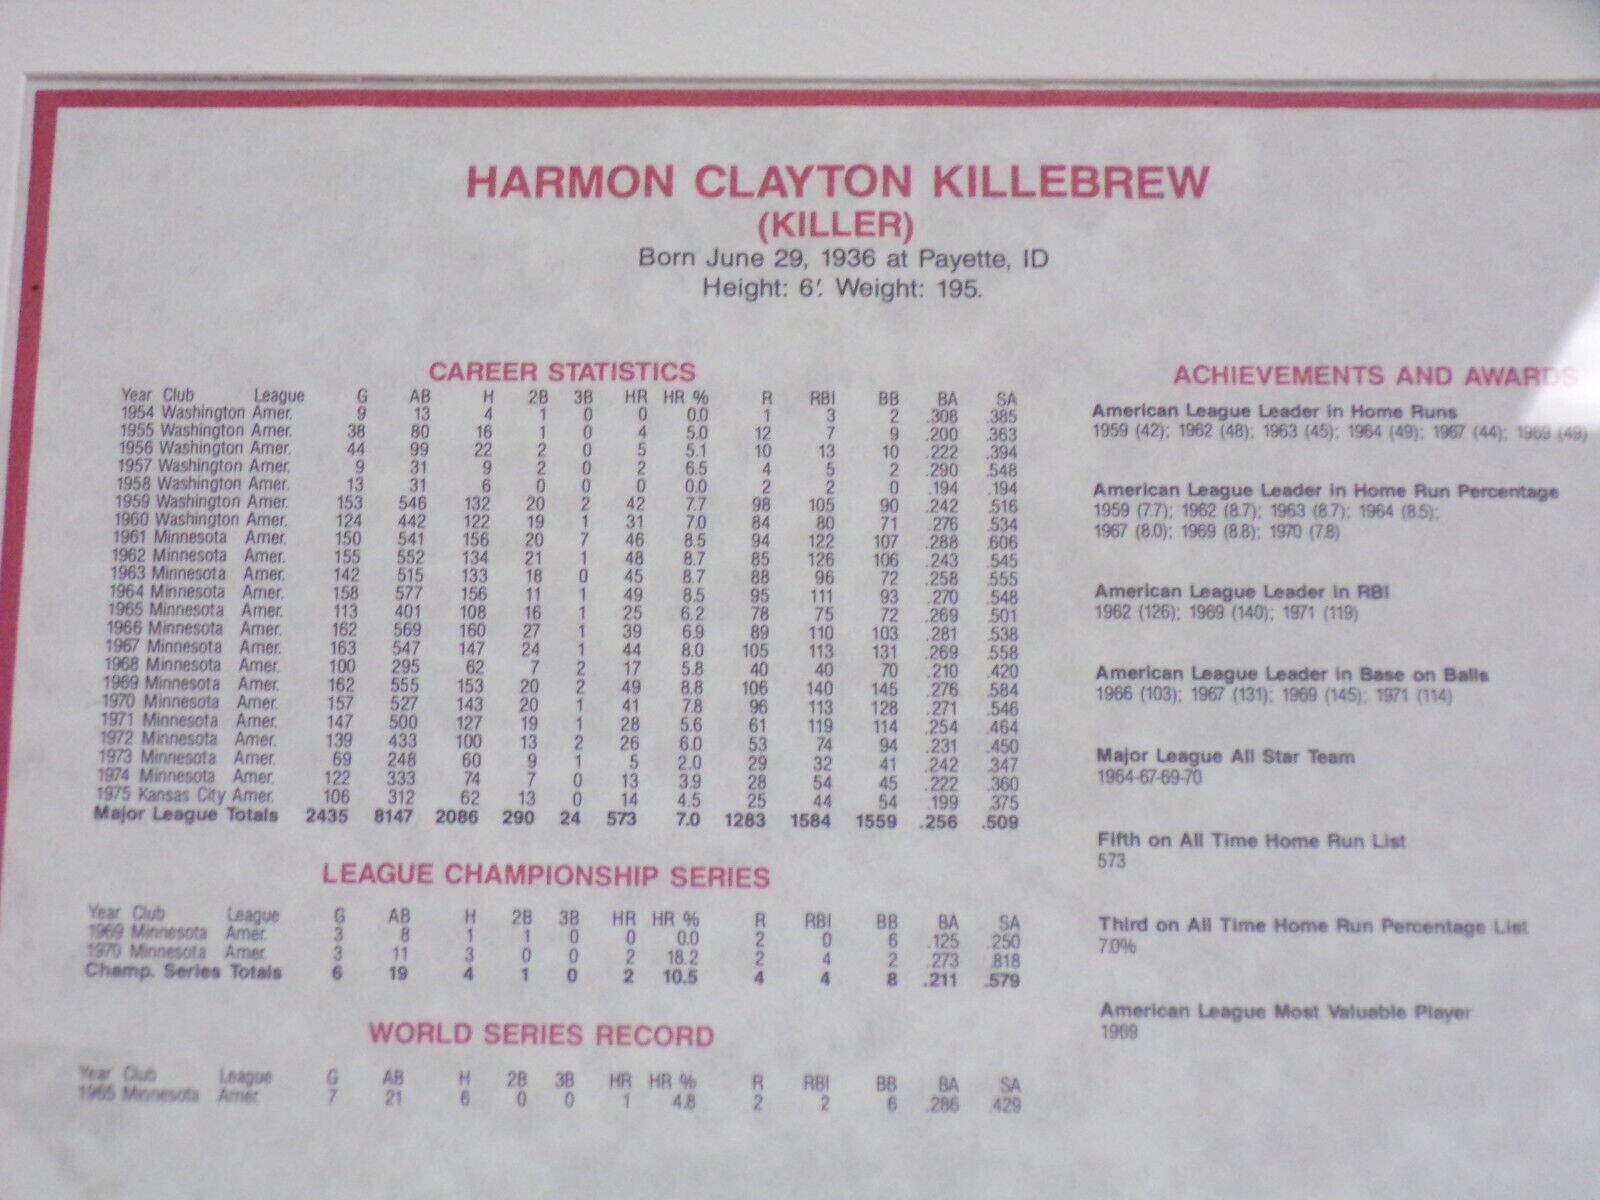 HARMON CLAYTON KILLEBREW
(KILLER)
Born June 29, 1936 at Payette, ID
Height: 6′. Weight: 195.
CAREER STATISTICS
Year Club League G AB H 2B 3B HR HR % R RBI BB BA SA
1954 Washington Amer. 9 13 4 1 0 0 0.0 1 3 2 .308 .385
1955 Washington Amer. 38 80 16 1 0 4 5.0 12 7 9 .200 .363
1956 Washington Amer. 44 99 22 2 0 5 5.1 10 13 10 .222 .394
1957 Washington Amer. 9 31 9 2 0 2 6.5 4 5 2 .290 .548
1958 Washington Amer. 13 31 6 0 0 0 0.0 2 2 0 .194 .194
1959 Washington Amer. 153 546 132 20 2 42 7.7 98 105 90 .242 .516
1960 Washington Amer. 124 442 122 19 1 31 7.0 84 80 71 .276 .534
1961 Minnesota Amer. 150 541 156 20 7 46 8.5 94 122 107 .288 .606
1962 Minnesota Amer. 155 552 134 21 1 48 8.7 85 126 106 .243 .545
1963 Minnesota Amer. 142 515 133 18 0 45 8.7 88 96 72 .258 .555
1964 Minnesota Amer. 158 577 156 11 1 49 8.5 95 111 93 .270 .548
1965 Minnesota Amer. 113 401 108 16 1 25 6.2 78 75 72 .269 .501
1966 Minnesota Amer. 162 569 160 27 1 39 6.9 89 110 103 .281 .538
1967 Minnesota Amer. 163 547 147 24 1 44 8.0 105 113 131 .269 .558
1968 Minnesota Amer. 100 295 62 7 2 17 5.8 40 40 70 .210 .420
1969 Minnesota Amer. 162 555 153 20 2 49 8.8 106 140 145 .276 .584
1970 Minnesota Amer. 157 527 143 20 1 41 7.8 96 113 128 .271 .546
1971 Minnesota Amer. 147 500 127 19 1 28 5.6 61 119 114 .254 .464
1972 Minnesota Amer. 139 433 100 13 2 26 6.0 53 74 94 .231 .450
1973 Minnesota Amer. 69 248 60 9 1 5 2.0 29 32 41 .242 .347
1974 Minnesota Amer. 122 333 74 7 0 13 3.9 28 54 45 .222 .360
1975 Kansas City Amer. 106 312 62 13 0 14 4.5 25 44 54 .199 .375
Major League Totals 2435 8147 2086 290 24 573 7.0 1283 1584 1559 .256 .509
LEAGUE CHAMPIONSHIP SERIES
Year Club League G AB H 2B 3B HR HR % R RBI BB BA SA
1969 Minnesota Amer. 3 8 1 1 0 0 0.0 2 0 6 .125 .250
1970 Minnesota Amer. 3 11 3 0 0 2 18.2 2 4 2 .273 .818
Champ. Series Totals 6 19 4 1 0 2 10.5 4 4 8 .211 .579
WORLD SERIES RECORD
Year Club League G AB H 2B 3B HR HR % R RBI BB BA SA
1965 Minnesota Amer. 7 21 6 0 0 1 4.8 2 2 6 .286 .429
ACHIEVEMENTS AND AWARDS
American League Leader in Home Runs
1959 (42); 1962 (48); 1963 (45); 1964 (49); 1967 (44); 1969 (49)
American League Leader in Home Run Percentage
1959 (7.7); 1962 (8.7); 1963 (8.7); 1964 (8.5);
1967 (8.0); 1969 (8.8); 1970 (7.8)
American League Leader in RBI
1962 (126); 1969 (140); 1971 (119)
American League Leader in Base on Balls
1966 (103); 1967 (131); 1969 (145); 1971 (114)
Major League All Star Team
1964-67-69-70
Fifth on All Time Home Run List
573
Third on All Time Home Run Percentage List
7.0%
American League Most Valuable Player
1969